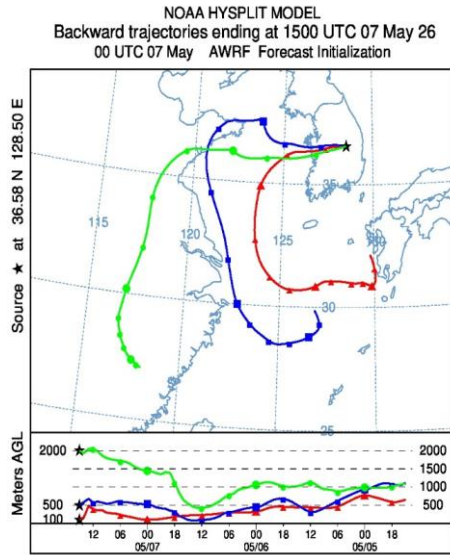 NOAA HYSPLIT MODEL
Backward trajectories ending at 1500 UTC 07 May 26
00 UTC 07 May AWRF Forecast Initialization
Source ★ at 36.58 N 128.50 E
115
120
125
130
35
30
25
Meters AGL
2000
1500
1000
500
2000
500
100
12 06 00 18 12 06 00 18 12 06 00 18
05/07 05/06 05/05